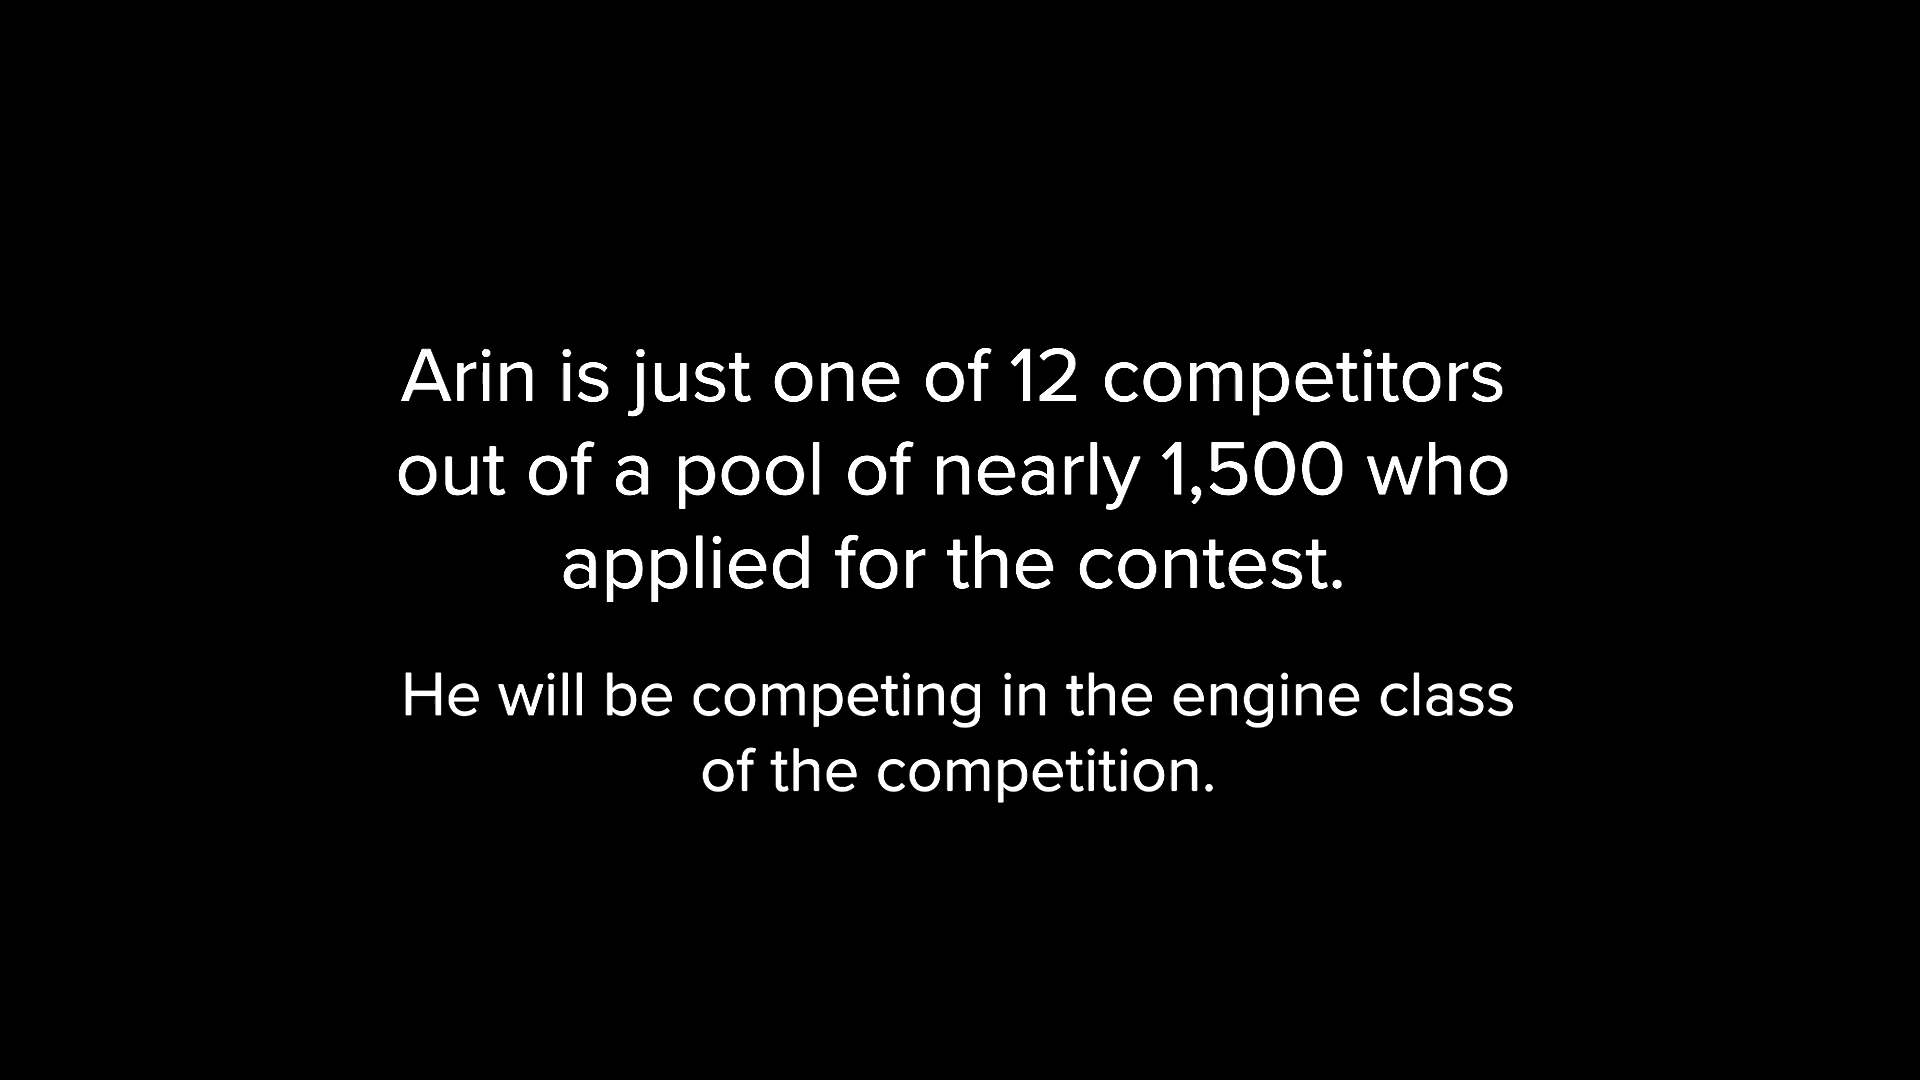 Arin is just one of 12 competitors
out of a pool of nearly 1,500 who
applied for the contest.
He will be competing in the engine class
of the competition.